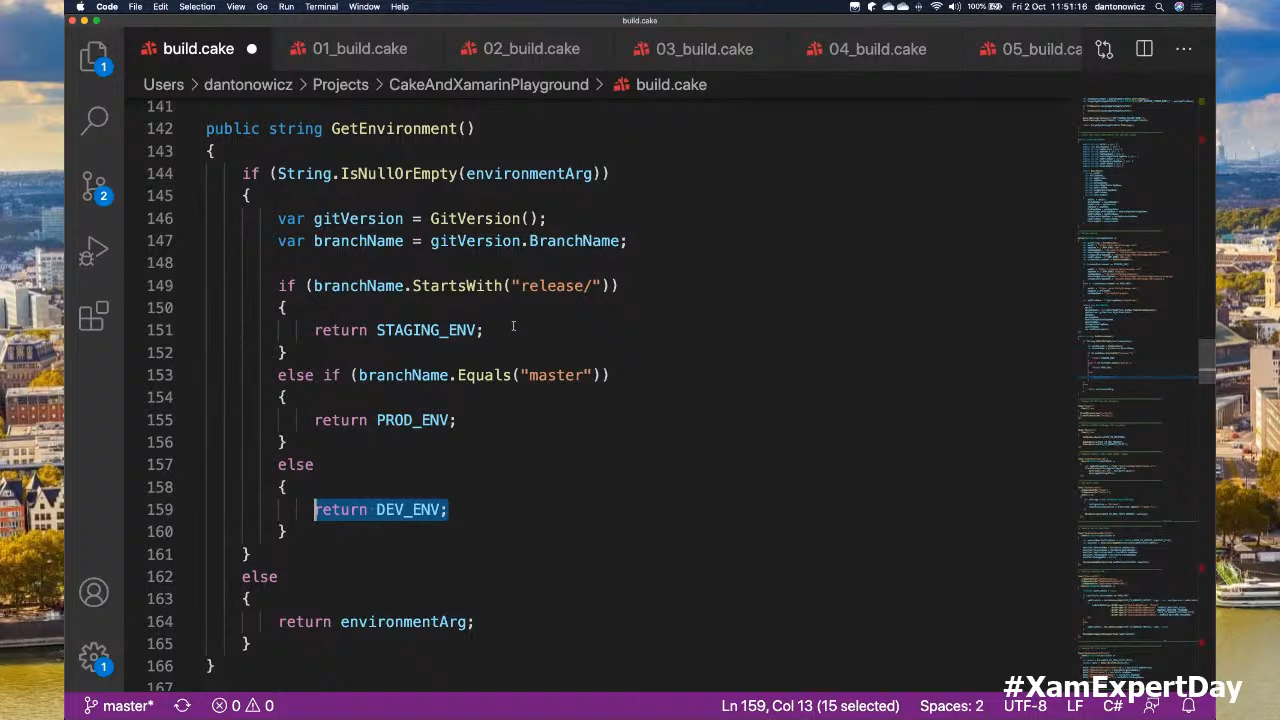 Code File Edit Selection View Go Run Terminal Window Help 100% Fri 2 Oct 11:51:16 dantonowicz
build.cake
build.cake 01_build.cake 02_build.cake 03_build.cake 04_build.cake 05_build.ca
Users > dantonowicz > Projects > CakeAndXamarinPlayground > build.cake
141
142 public string GetEnvironment()
143 {
144 if (String.IsNullOrEmpty(environmentArg))
145 {
146 var gitVersion = GitVersion();
147 var branchName = gitVersion.BranchName;
148
149 if (branchName.StartsWith("release/"))
150 {
151 return STAGING_ENV;
152 }
153 else if (branchName.Equals("master"))
154 {
155 return PROD_ENV;
156 }
157 else
158 {
159 return DEV_ENV;
160 }
161 }
162 else
163 {
164 return environmentArg;
165 }
166 }
167
1
2
1
master* 0 0 Ln 159, Col 13 (15 selected) Spaces: 2 UTF-8 LF C#
#XamExpertDay